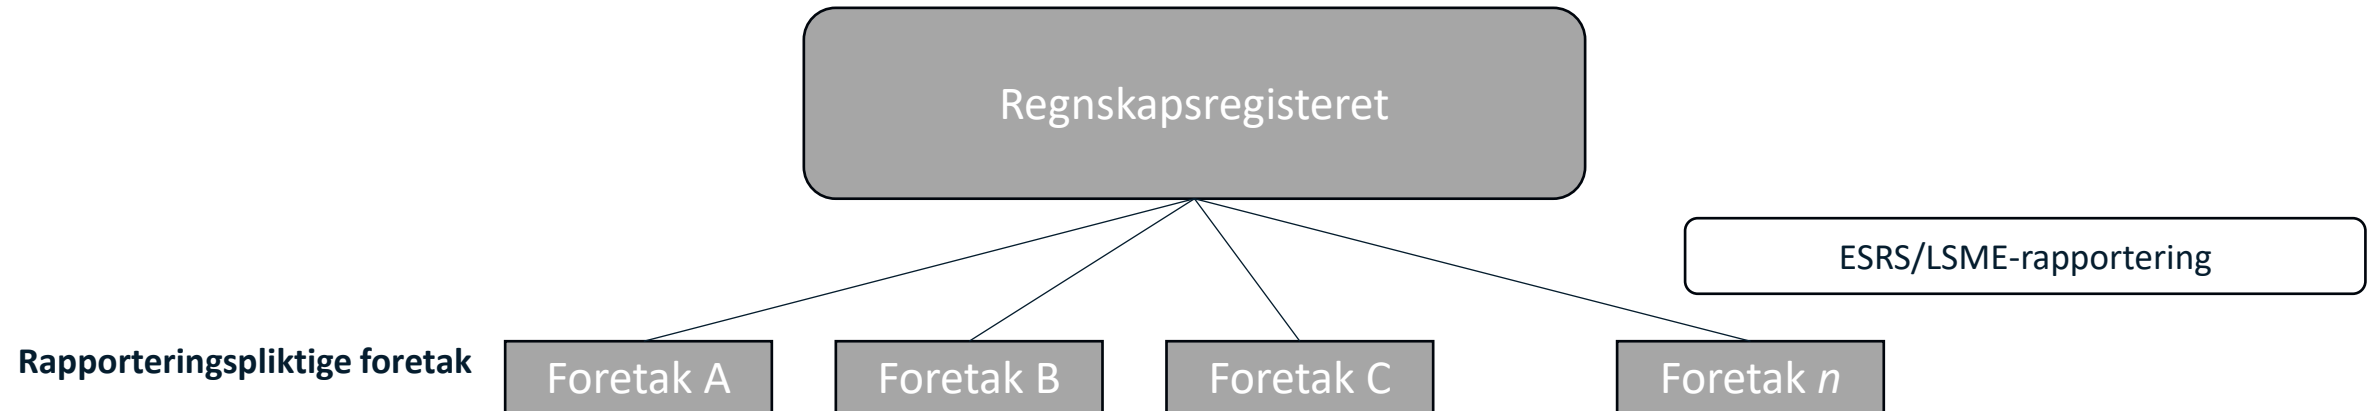 Regnskapsregisteret
ESRS/LSME-rapportering
Rapporteringspliktige foretak
Foretak A
Foretak B
Foretak C
Foretak n